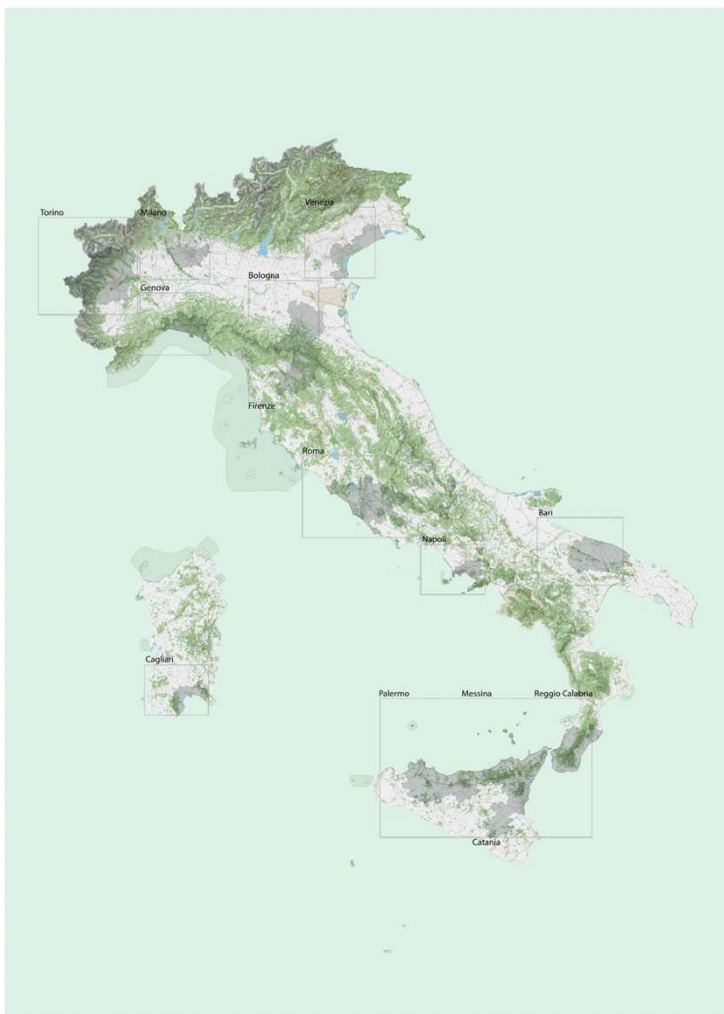 Venezia
Torino
Milano
Bologna
Genova
Firenze
Roma
Bari
Napoli
Cagliari
Palermo
Messina
Reggio Calabria
Catania